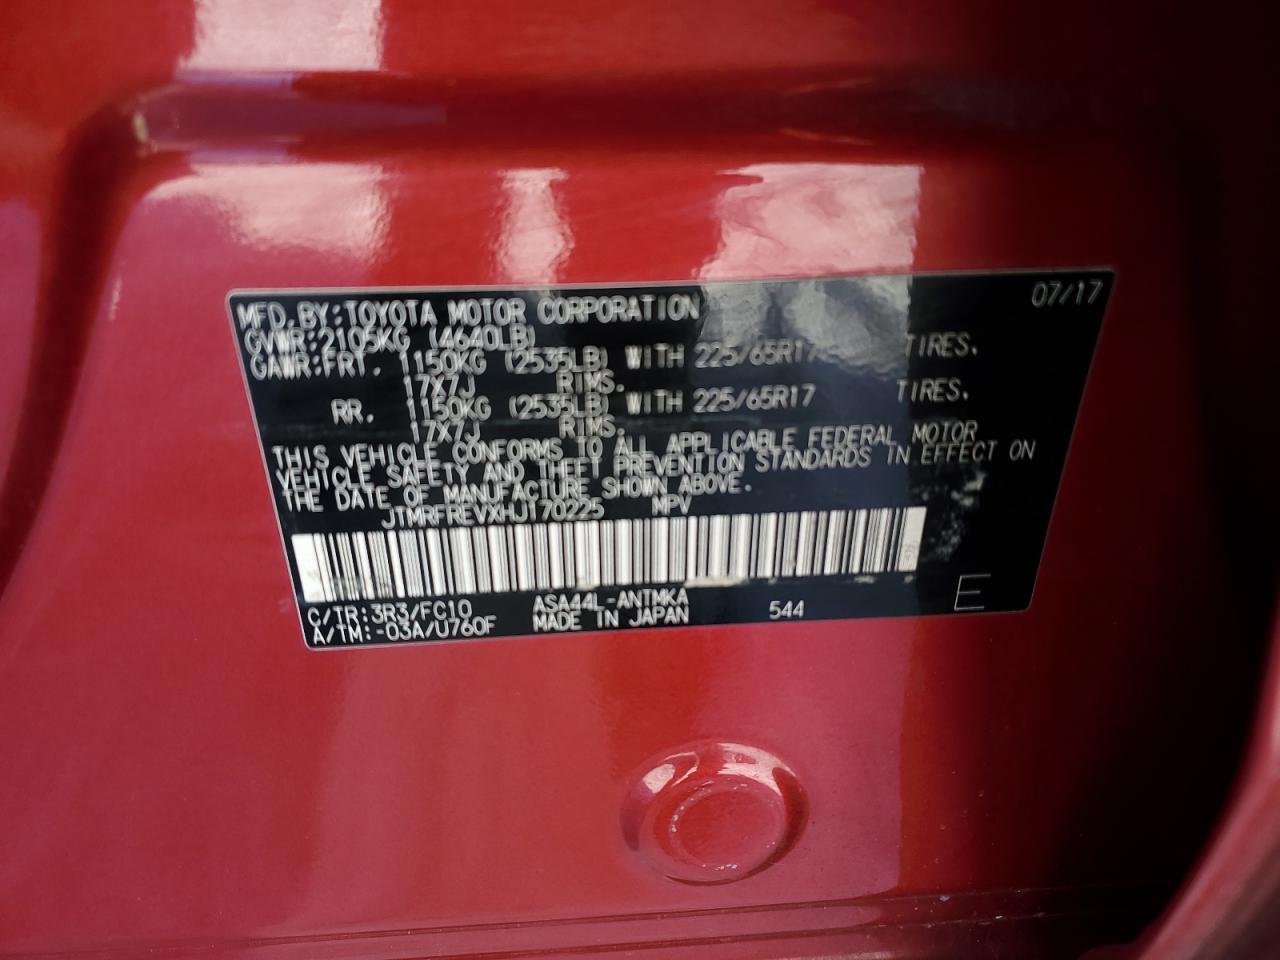 07/17
MFD.BY:TOYOTA MOTOR CORPORATION
GVWR:2105KG (4640LB)
GAWR:FRT. 1150KG (2535LB) WITH 225/65R17 TIRES.
17X7J RIMS.
RR. 1150KG (2535LB) WITH 225/65R17 TIRES.
17X7J RIMS.
THIS VEHICLE CONFORMS TO ALL APPLICABLE FEDERAL MOTOR
VEHICLE SAFETY AND THEFT PREVENTION STANDARDS IN EFFECT ON
THE DATE OF MANUFACTURE SHOWN ABOVE.
JTMRFREVXHJ170225 MPV
C/TR:3R3/FC10 ASA44L-ANTMKA 544 E
A/TM:-03A/U760F MADE IN JAPAN